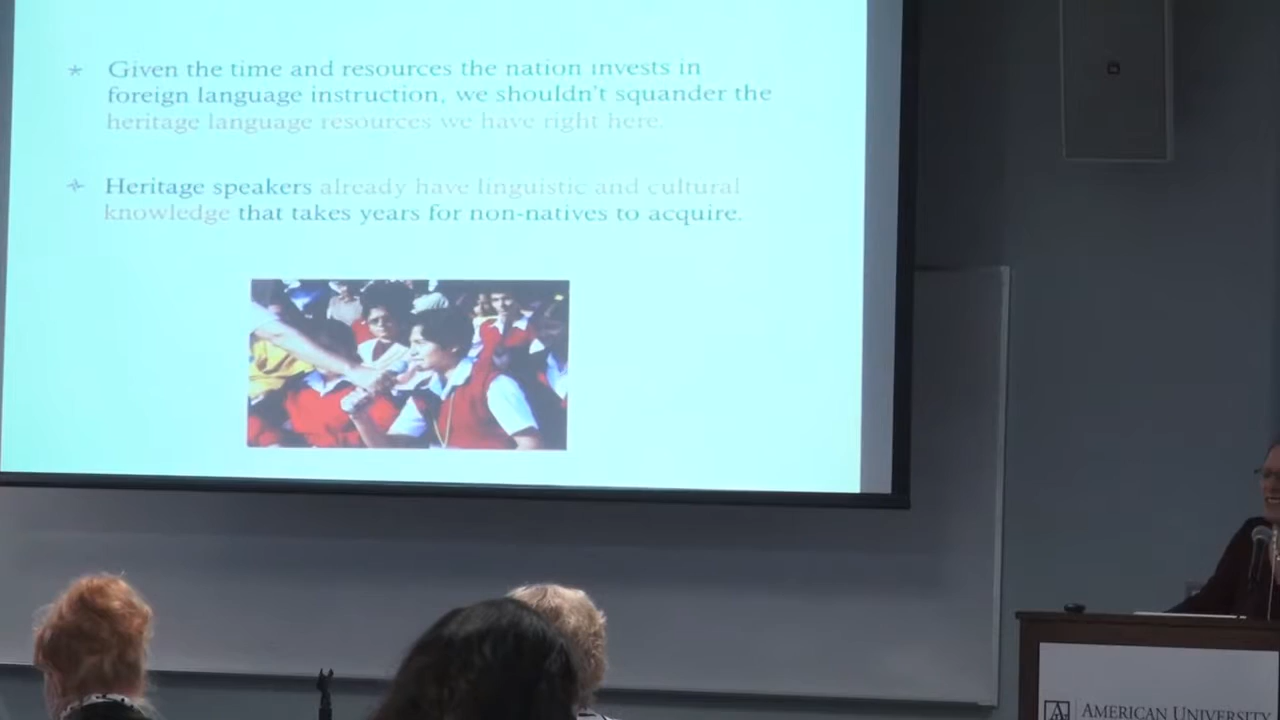 * Given the time and resources the nation invests in
foreign language instruction, we shouldn't squander the
heritage language resources we have right here.
* Heritage speakers already have linguistic and cultural
knowledge that takes years for non-natives to acquire.
AMERICAN UNIVERSITY